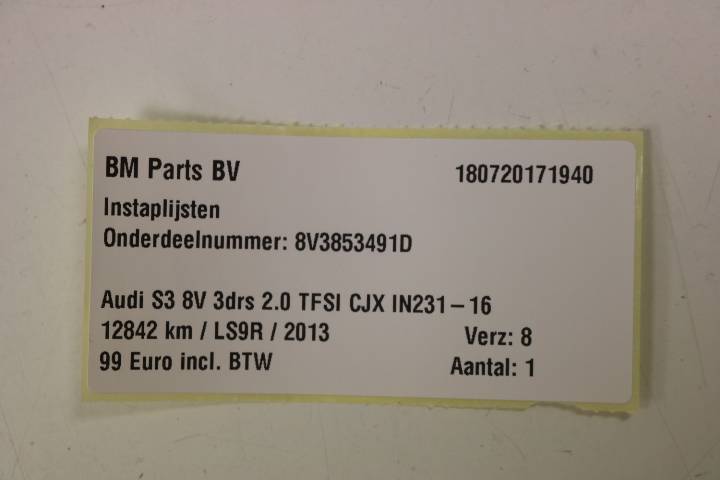 BM Parts BV 180720171940
Instaplijsten
Onderdeelnummer: 8V3853491D
Audi S3 8V 3drs 2.0 TFSI CJX IN231-16
12842 km / LS9R / 2013 Verz: 8
99 Euro incl. BTW Aantal: 1